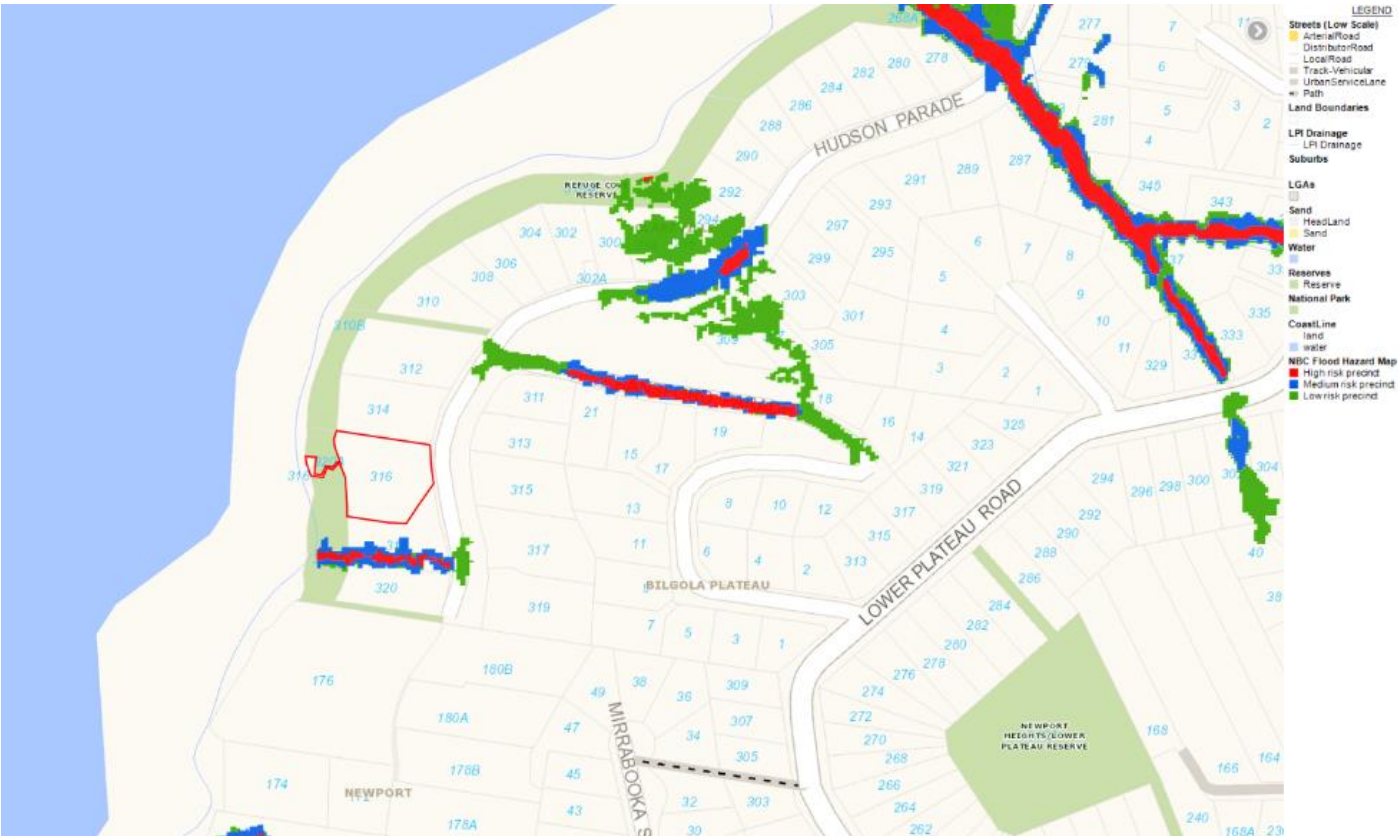 LEGEND
Streets (Low Scale)
ArterialRoad
DistributorRoad
LocalRoad
Track-Vehicular
UrbanServiceLane
Path
Land Boundaries
LPI Drainage
LPI Drainage
Suburbs
LGAs
Sand
HeadLand
Sand
Water
Reserves
Reserve
National Park
CoastLine
land
water
NBC Flood Hazard Map
High risk precinct
Medium risk precinct
Low risk precinct
268A
277
7
282 280 278
279
6
284
286
HUDSON PARADE
288
281
5
3
2
4
290
289
287
REFUGE
RESERVE
292
291
345
343
294
293
304 302 300
297
306
299
295
6
7
8
308
302A
5
310
303
9
335
310B
301
4
10
333
305
11
312
3
329
311
2
1
314
21
18
313
19
16
14
325
323
15
17
321
304
316
316
315
319
294
296 298 300
13
8
10
12
317
292
11
315
290
317
6
4
2
313
288
40
320
BILGOLA PLATEAU
LOWER PLATEAU ROAD
286
319
284
38
7
5
3
1
282
280
180B
278
176
38
309
276
49
36
274
180A
307
272
NEWPORT
HEIGHTS/LOWER
PLATEAU RESERVE
47
MIRRABOOKA S
34
270
168
305
268
164
178B
45
166
174
NEWPORT
266
32
303
264
43
240
178A
30
262
168A